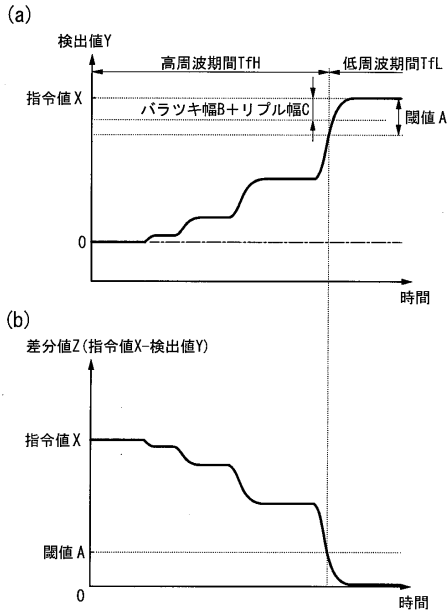 (a)
検出値Y
高周波期間TfH
低周波期間TfL
指令値X
バラツキ幅B+リプル幅C
閾値A
0
時間
(b)
差分値Z(指令値X-検出値Y)
指令値X
閾値A
0
時間